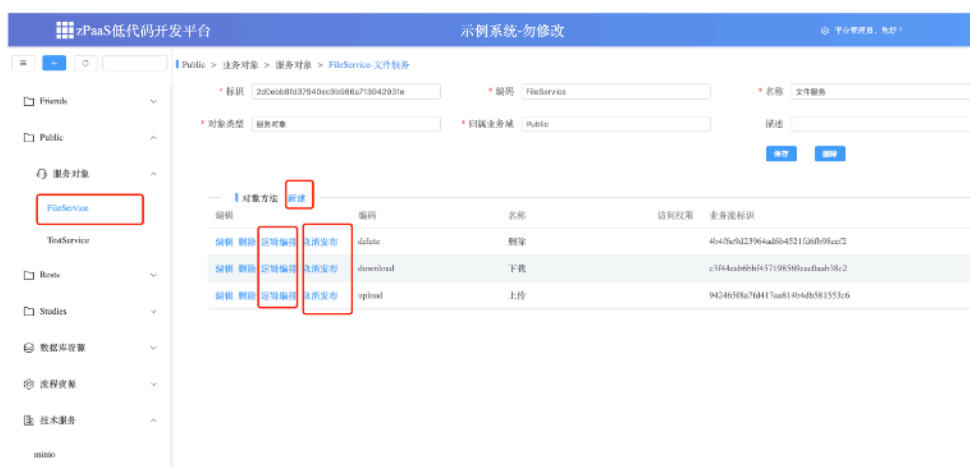 zPaaS低代码开发平台 示例系统-勿修改 平台管理员，您好！
Public > 业务对象 > 服务对象 > FileService-文件服务
* 标识 * 编码 FileService * 名称 文件服务
* 对象类型 服务对象 * 归属业务域 Public 描述
保存 删除
Friends
Public
服务对象
FileService
TestService
Rests
Studies
数据库资源
流程资源
技术服务
minio
对象方法 新建
编辑 编码 名称 访问权限 业务流标识
编辑 删除 逻辑编排 取消发布 delete 删除
编辑 删除 逻辑编排 取消发布 download 下载
编辑 删除 逻辑编排 取消发布 upload 上传